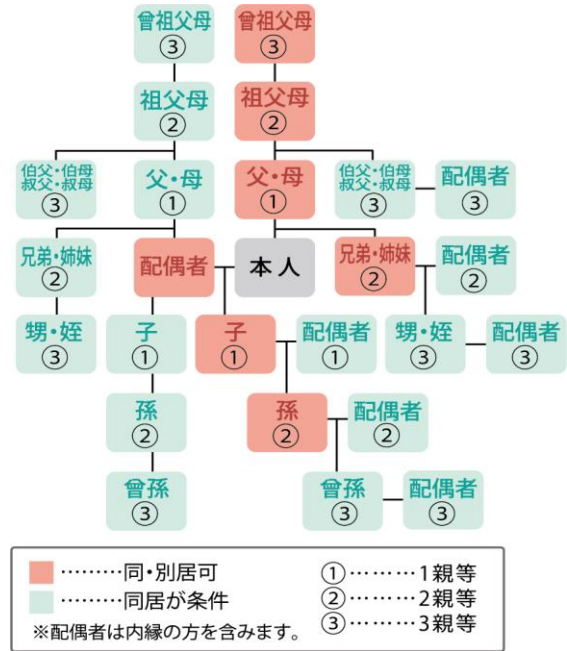 曾祖父母
③
曾祖父母
③
祖父母
②
祖父母
②
伯父・伯母
叔父・叔母
③
父・母
①
父・母
①
伯父・伯母
叔父・叔母
③
配偶者
③
兄弟・姉妹
②
配偶者
本人
兄弟・姉妹
②
配偶者
②
甥・姪
③
子
①
子
①
配偶者
①
甥・姪
③
配偶者
③
孫
②
孫
②
配偶者
②
曾孫
③
曾孫
③
配偶者
③
………同・別居可
………同居が条件
※配偶者は内縁の方を含みます。
①………1親等
②………2親等
③………3親等